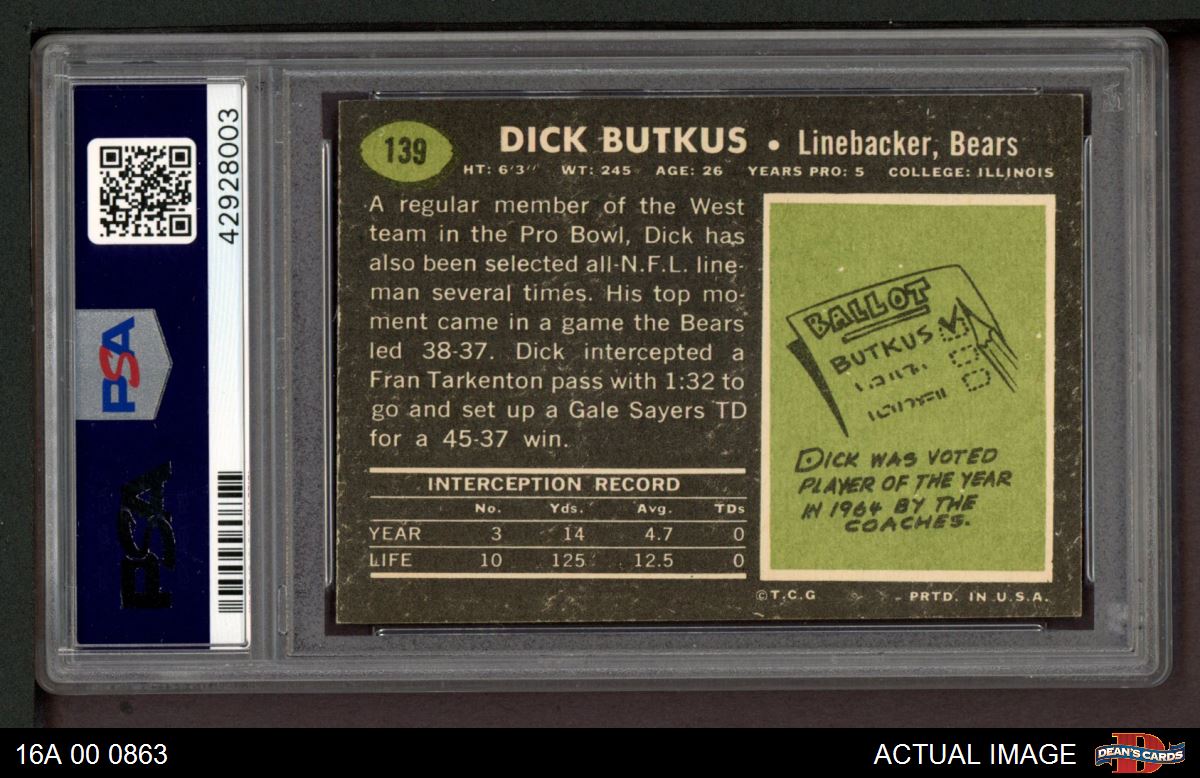 42928003
PSA
PSA
139
DICK BUTKUS • Linebacker, Bears
HT: 6'3" WT: 245 AGE: 26 YEARS PRO: 5 COLLEGE: ILLINOIS
A regular member of the West
team in the Pro Bowl, Dick has
also been selected all-N.F.L. line-
man several times. His top mo-
ment came in a game the Bears
led 38-37. Dick intercepted a
Fran Tarkenton pass with 1:32 to
go and set up a Gale Sayers TD
for a 45-37 win.
INTERCEPTION RECORD
No. Yds. Avg. TDs
YEAR 3 14 4.7 0
LIFE 10 125 12.5 0
BALLOT
BUTKUS
DICK WAS VOTED
PLAYER OF THE YEAR
IN 1964 BY THE
COACHES.
©T.C.G PRTD. IN U.S.A.
16A 00 0863
ACTUAL IMAGE
DEAN'S CARDS